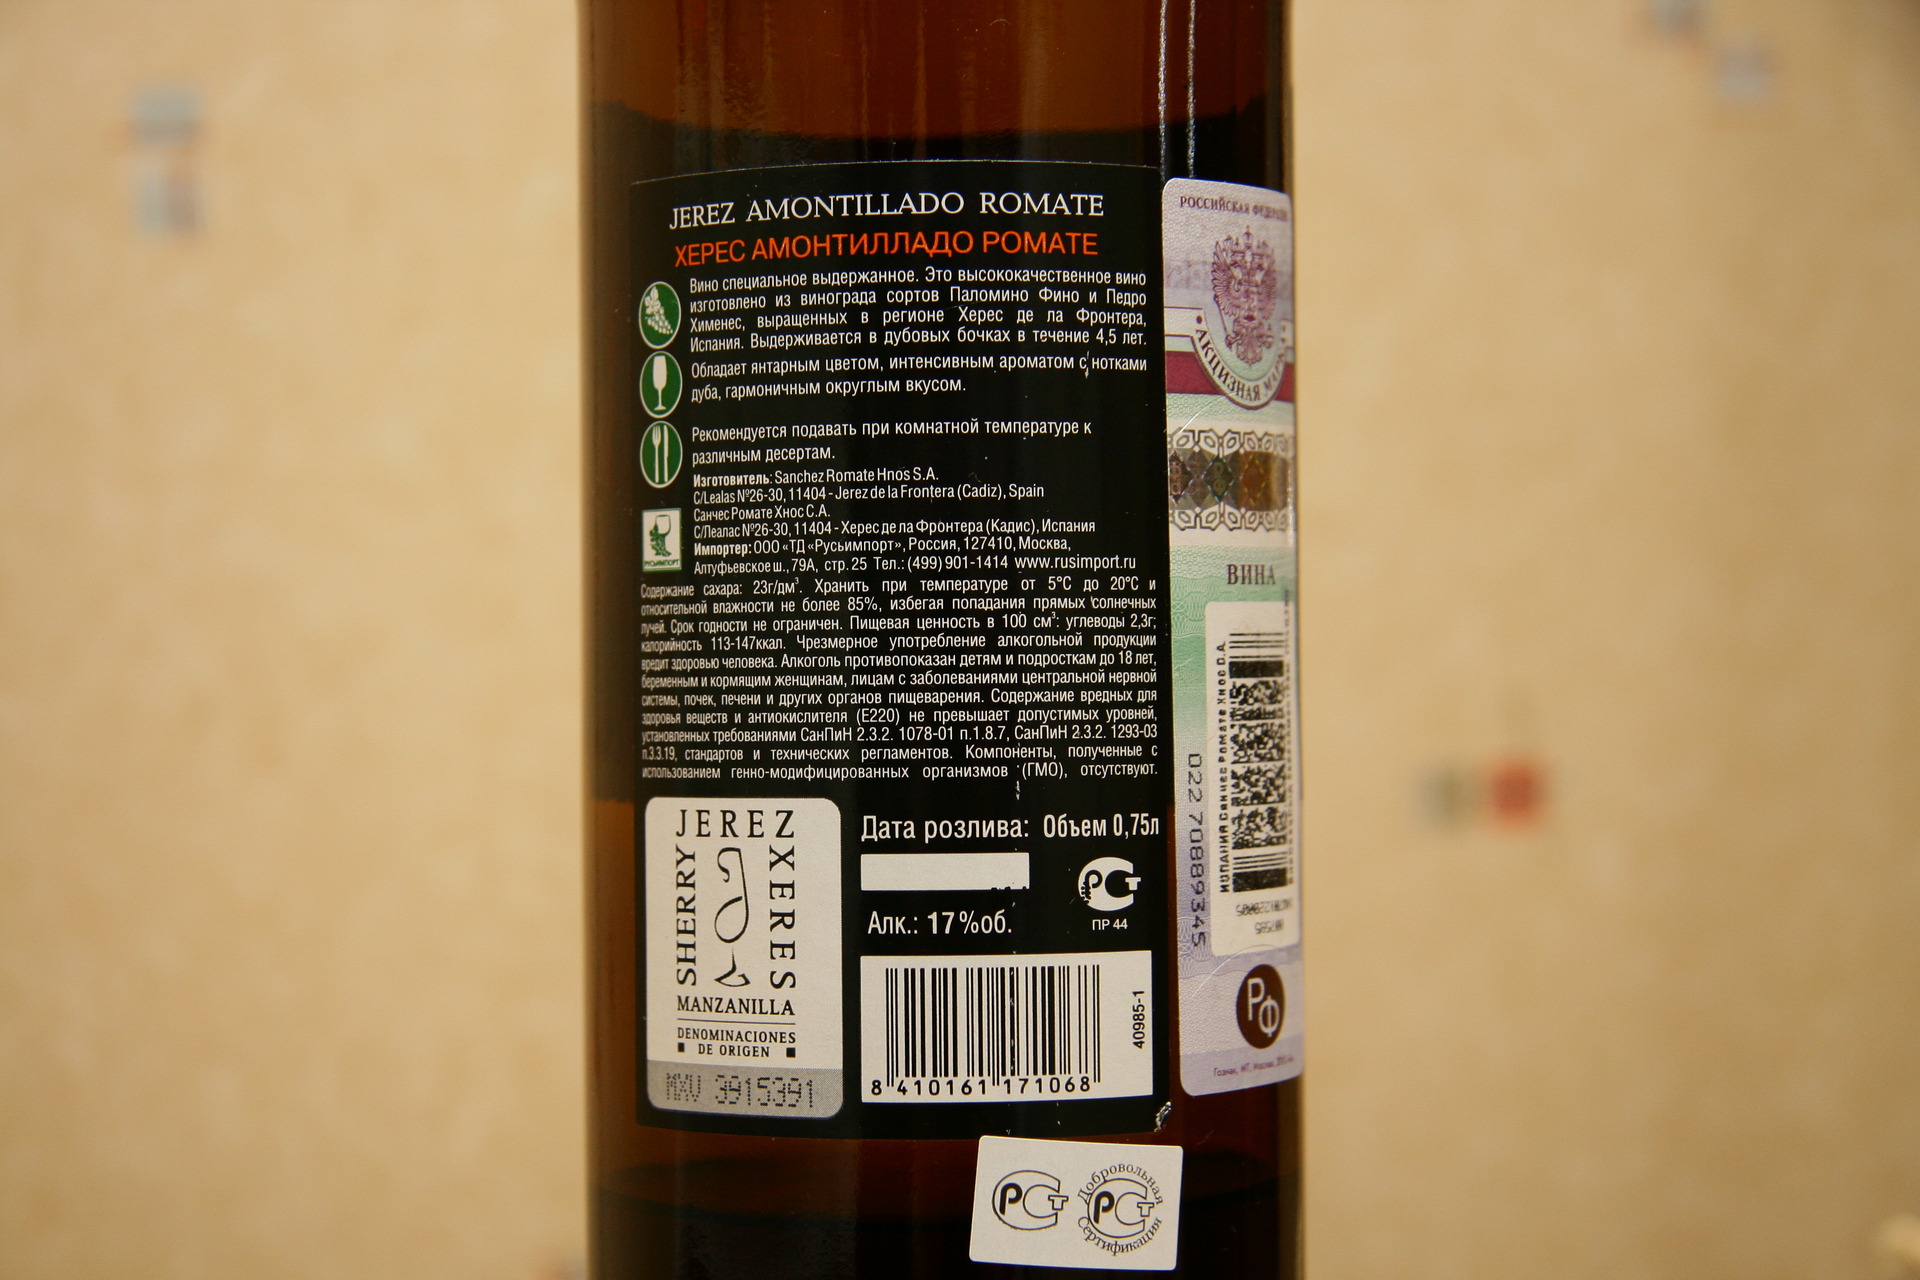 JEREZ AMONTILLADO ROMATE
ХЕРЕС АМОНТИЛЛАДО РОМАТЕ
Вино специальное выдержанное. Это высококачественное вино
изготовлено из винограда сортов Паломино Фино и Педро
Хименес, выращенных в регионе Херес де ла Фронтера,
Испания. Выдерживается в дубовых бочках в течение 4,5 лет.
Обладает янтарным цветом, интенсивным ароматом с нотками
дуба, гармоничным округлым вкусом.
Рекомендуется подавать при комнатной температуре к
различным десертам.
Изготовитель: Sanchez Romate Hnos S.A.
C/Lealas Nº26-30, 11404 - Jerez de la Frontera (Cadiz), Spain
Санчес Ромате Хнос С.А.
С/Леалас Nº26-30, 11404 - Херес де ла Фронтера (Кадис), Испания
Импортер: ООО «ТД «Русьимпорт», Россия, 127410, Москва,
Алтуфьевское ш., 79А, стр. 25 Тел.: (499) 901-1414 www.rusimport.ru
РУСЬИМПОРТ
Содержание сахара: 23г/дм³. Хранить при температуре от 5°С до 20°С и
относительной влажности не более 85%, избегая попадания прямых солнечных
лучей. Срок годности не ограничен. Пищевая ценность в 100 см³: углеводы 2,3г;
калорийность 113-147ккал. Чрезмерное употребление алкогольной продукции
вредит здоровью человека. Алкоголь противопоказан детям и подросткам до 18 лет,
беременным и кормящим женщинам, лицам с заболеваниями центральной нервной
системы, почек, печени и других органов пищеварения. Содержание вредных для
здоровья веществ и антиокислителя (Е220) не превышает допустимых уровней,
установленных требованиями СанПиН 2.3.2. 1078-01 п.1.8.7, СанПиН 2.3.2. 1293-03
п.3.3.19, стандартов и технических регламентов. Компоненты, полученные с
использованием генно-модифицированных организмов (ГМО), отсутствуют.
JEREZ
XERES
SHERRY
MANZANILLA
DENOMINACIONES
DE ORIGEN
MXV 3915391
Дата розлива: Объем 0,75л
Алк.: 17%об.
РСТ
ПР 44
40985-1
8 410161 171068
РОССИЙСКАЯ ФЕДЕРАЦИЯ
АКЦИЗНАЯ МАРКА
ВИНА
ИСПАНИЯ Санчес Ромате Хнос С.А.
022 70889345
РФ
РСТ
Добровольная
РСТ
Сертификация